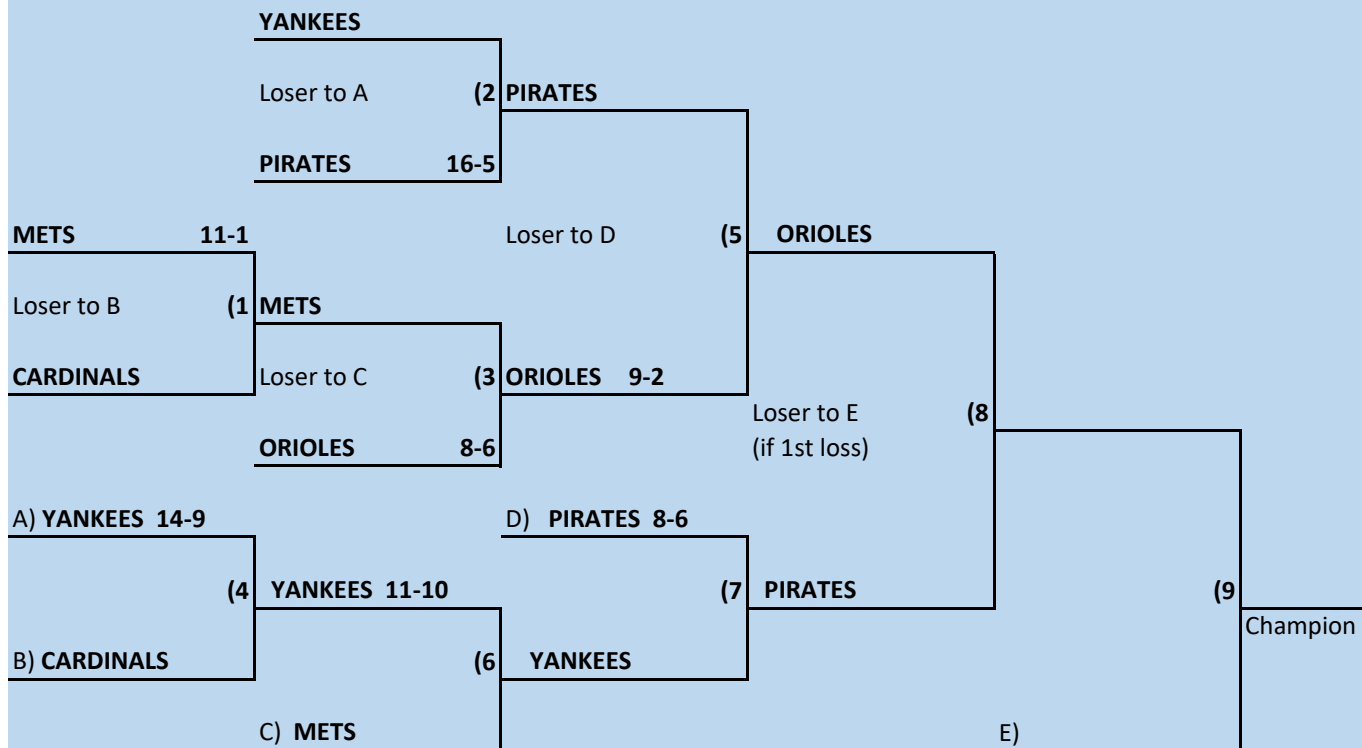 YANKEES
Loser to A (2 PIRATES
PIRATES 16-5
METS 11-1 Loser to D (5 ORIOLES
Loser to B (1 METS
CARDINALS Loser to C (3 ORIOLES 9-2
Loser to E (8
(if 1st loss)
ORIOLES 8-6
A) YANKEES 14-9 D) PIRATES 8-6
(4 YANKEES 11-10 (7 PIRATES (9
Champion
B) CARDINALS (6 YANKEES
C) METS E)